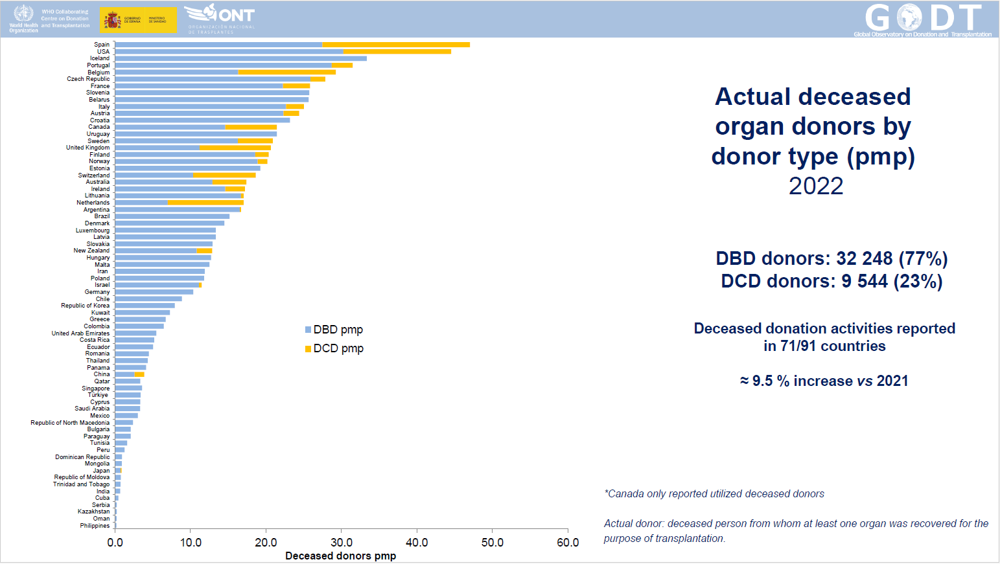 World Health
Organization
WHO Collaborating
Centre on Donation
and Transplantation
GOBIERNO
DE ESPAÑA
MINISTERIO
DE SANIDAD
ONT
ORGANIZACIÓN NACIONAL
DE TRASPLANTES
GODT
Global Observatory on Donation and Transplantation
Spain
USA
Iceland
Portugal
Belgium
Czech Republic
France
Slovenia
Belarus
Italy
Austria
Croatia
Canada
Uruguay
Sweden
United Kingdom
Finland
Norway
Estonia
Switzerland
Australia
Ireland
Lithuania
Netherlands
Argentina
Brazil
Denmark
Luxembourg
Latvia
Slovakia
New Zealand
Hungary
Malta
Iran
Poland
Israel
Germany
Chile
Republic of Korea
Kuwait
Greece
Colombia
United Arab Emirates
Costa Rica
Ecuador
Romania
Thailand
Panama
China
Qatar
Singapore
Türkiye
Cyprus
Saudi Arabia
Mexico
Republic of North Macedonia
Bulgaria
Paraguay
Tunisia
Peru
Dominican Republic
Mongolia
Japan
Republic of Moldova
Trinidad and Tobago
India
Cuba
Serbia
Kazakhstan
Oman
Philippines
0.0 10.0 20.0 30.0 40.0 50.0 60.0
Deceased donors pmp
DBD pmp
DCD pmp
Actual deceased
organ donors by
donor type (pmp)
2022
DBD donors: 32 248 (77%)
DCD donors: 9 544 (23%)
Deceased donation activities reported
in 71/91 countries
≈ 9.5 % increase vs 2021
*Canada only reported utilized deceased donors
Actual donor: deceased person from whom at least one organ was recovered for the
purpose of transplantation.